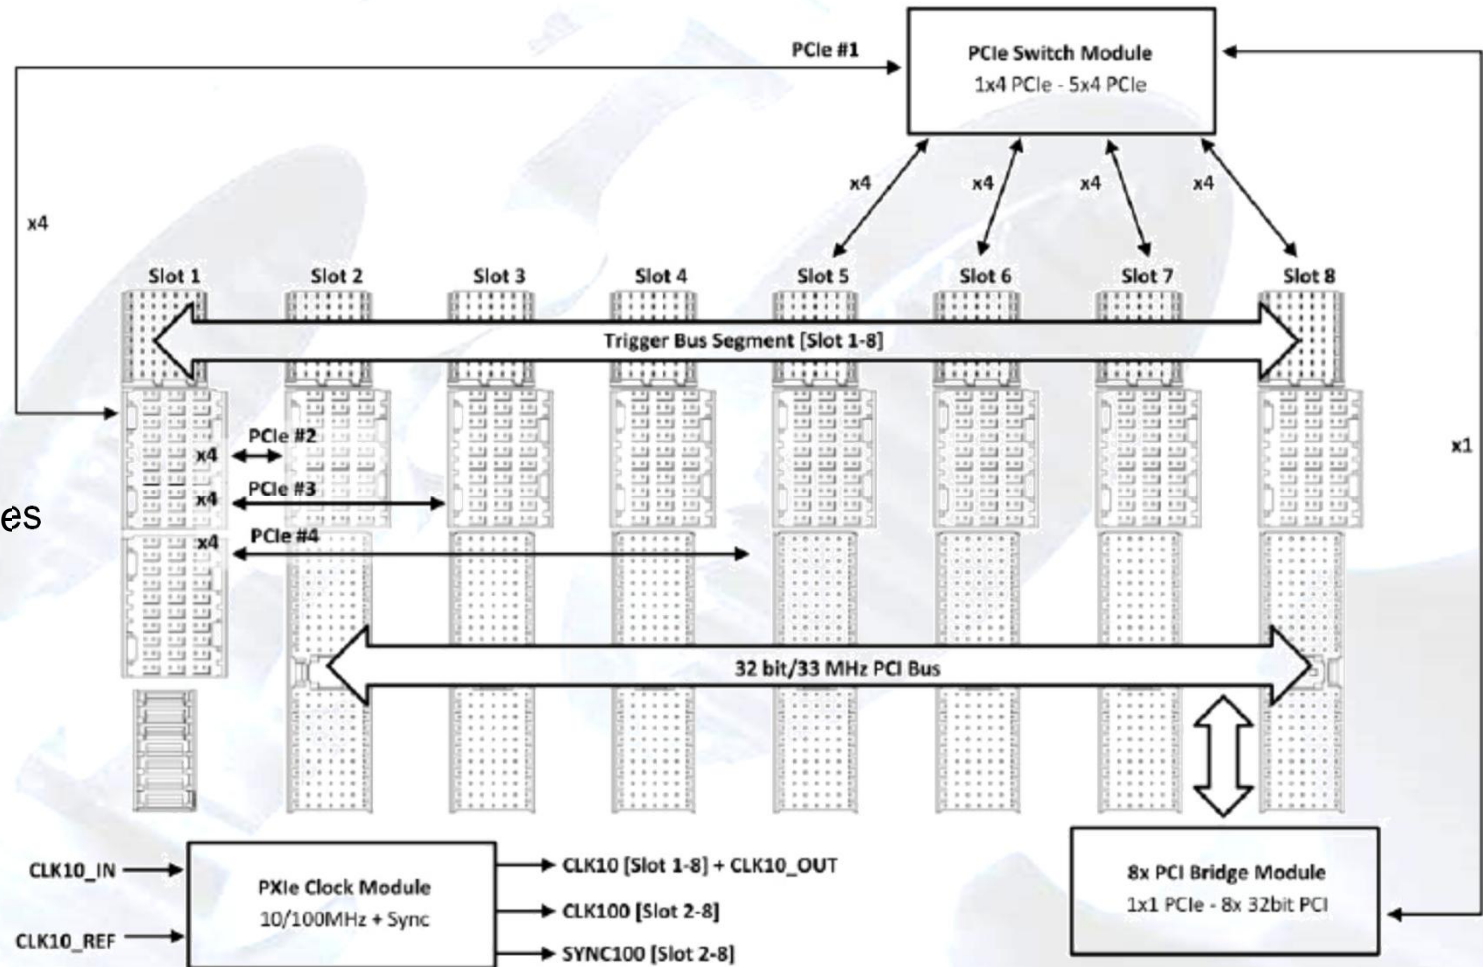 PCIe #1
PCIe Switch Module
1x4 PCIe - 5x4 PCIe
x4
x4
x4
x4
x4
Slot 1
Slot 2
Slot 3
Slot 4
Slot 5
Slot 6
Slot 7
Slot 8
Trigger Bus Segment [Slot 1-8]
PCIe #2
x4
x1
PCIe #3
x4
es
PCIe #4
x4
32 bit/33 MHz PCI Bus
CLK10_IN
CLK10_REF
PXIe Clock Module
10/100MHz + Sync
CLK10 [Slot 1-8] + CLK10_OUT
CLK100 [Slot 2-8]
SYNC100 [Slot 2-8]
8x PCI Bridge Module
1x1 PCIe - 8x 32bit PCI